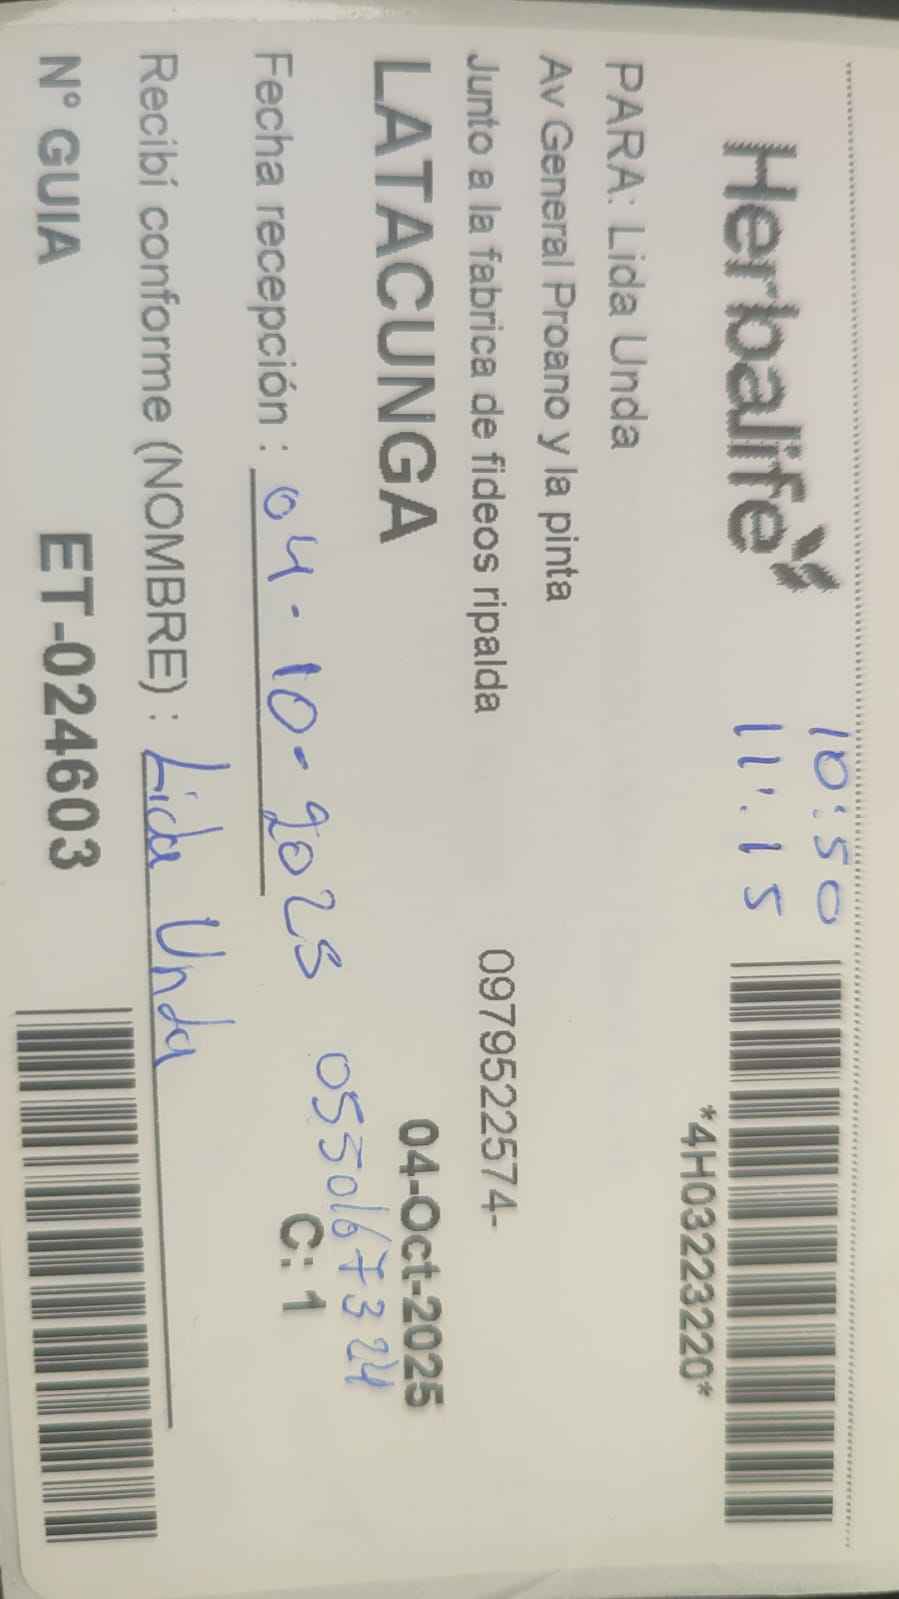 Herbalife
10:50
11:15
*4H03223220*
PARA: Lida Unda
Av General Proano y la pinta
Junto a la fabrica de fideos ripalda 0979522574-
LATACUNGA 04-Oct-2025
Fecha recepción : 04-10-2025 0550167324
C: 1
Recibí conforme (NOMBRE) : Lida Unda
N° GUIA ET-024603